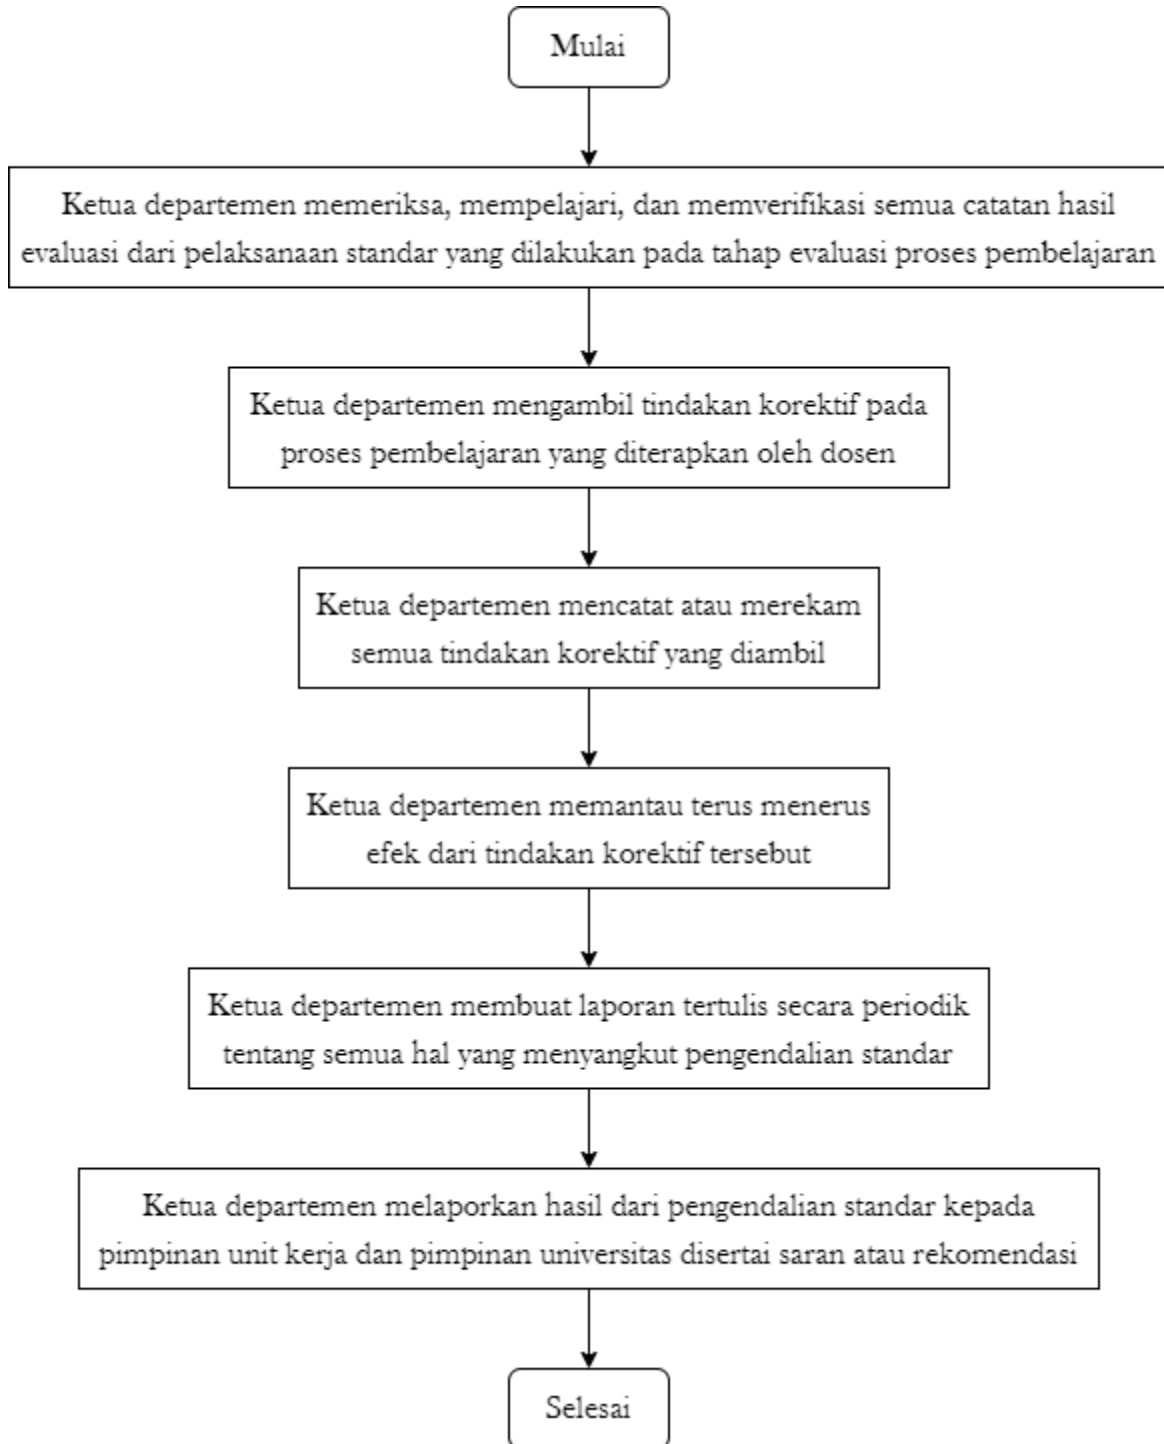 Mulai
Ketua departemen memeriksa, mempelajari, dan memverifikasi semua catatan hasil
evaluasi dari pelaksanaan standar yang dilakukan pada tahap evaluasi proses pembelajaran
Ketua departemen mengambil tindakan korektif pada
proses pembelajaran yang diterapkan oleh dosen
Ketua departemen mencatat atau merekam
semua tindakan korektif yang diambil
Ketua departemen memantau terus menerus
efek dari tindakan korektif tersebut
Ketua departemen membuat laporan tertulis secara periodik
tentang semua hal yang menyangkut pengendalian standar
Ketua departemen melaporkan hasil dari pengendalian standar kepada
pimpinan unit kerja dan pimpinan universitas disertai saran atau rekomendasi
Selesai